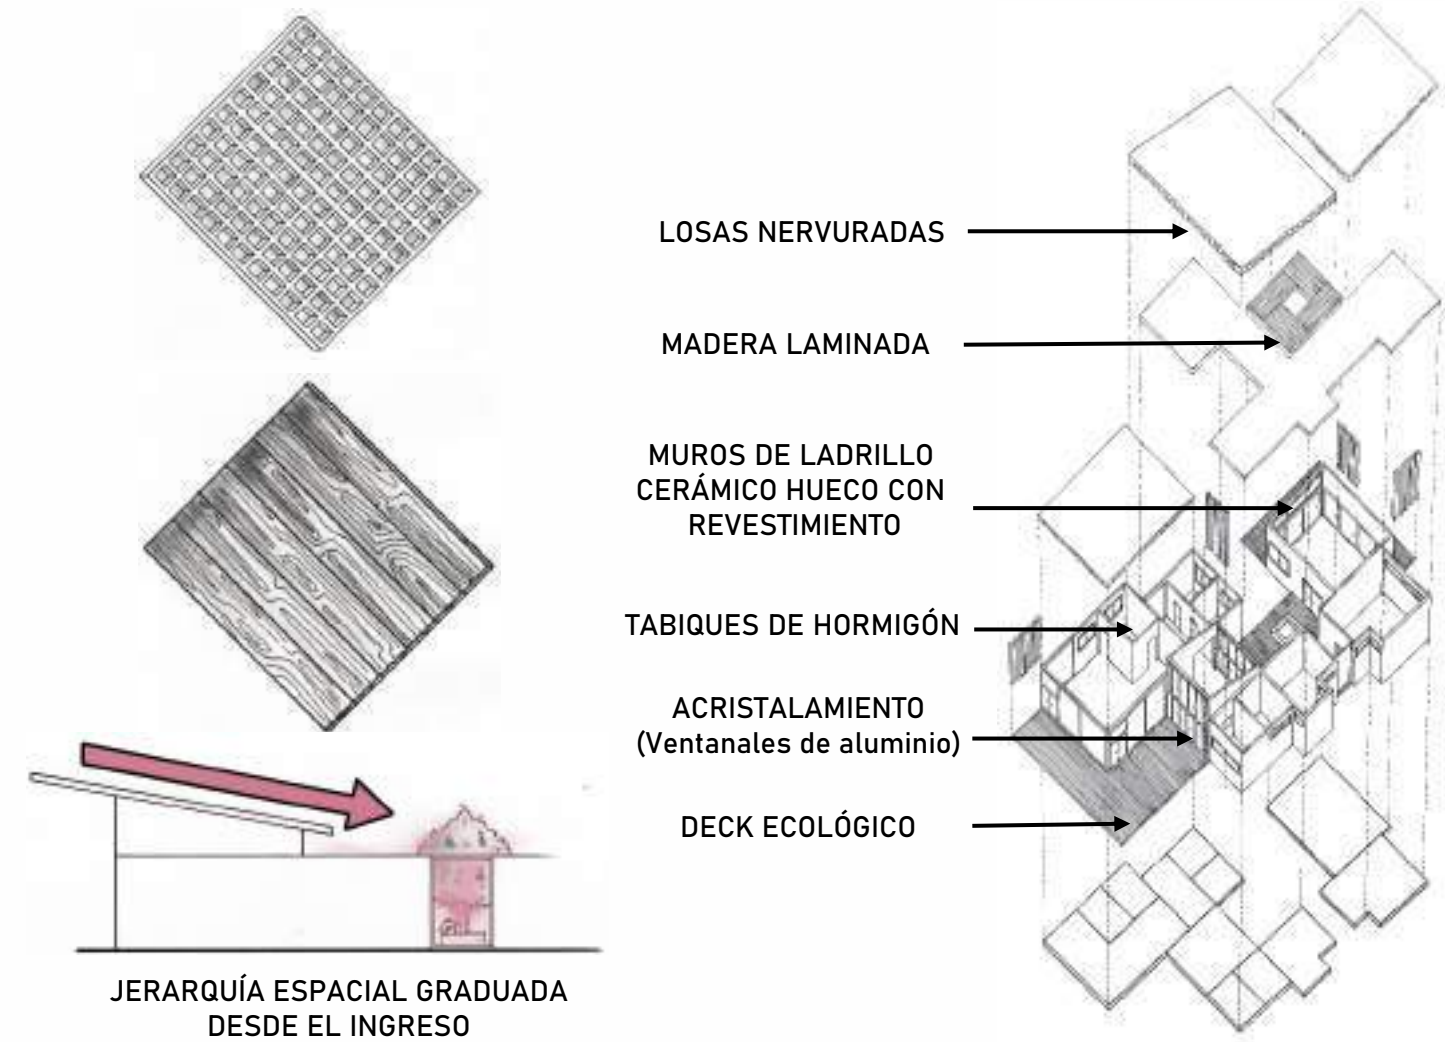 LOSAS NERVURADAS
MADERA LAMINADA
MUROS DE LADRILLO
CERÁMICO HUECO CON
REVESTIMIENTO
TABIQUES DE HORMIGÓN
ACRISTALAMIENTO
(Ventanales de aluminio)
DECK ECOLÓGICO
JERARQUÍA ESPACIAL GRADUADA
DESDE EL INGRESO